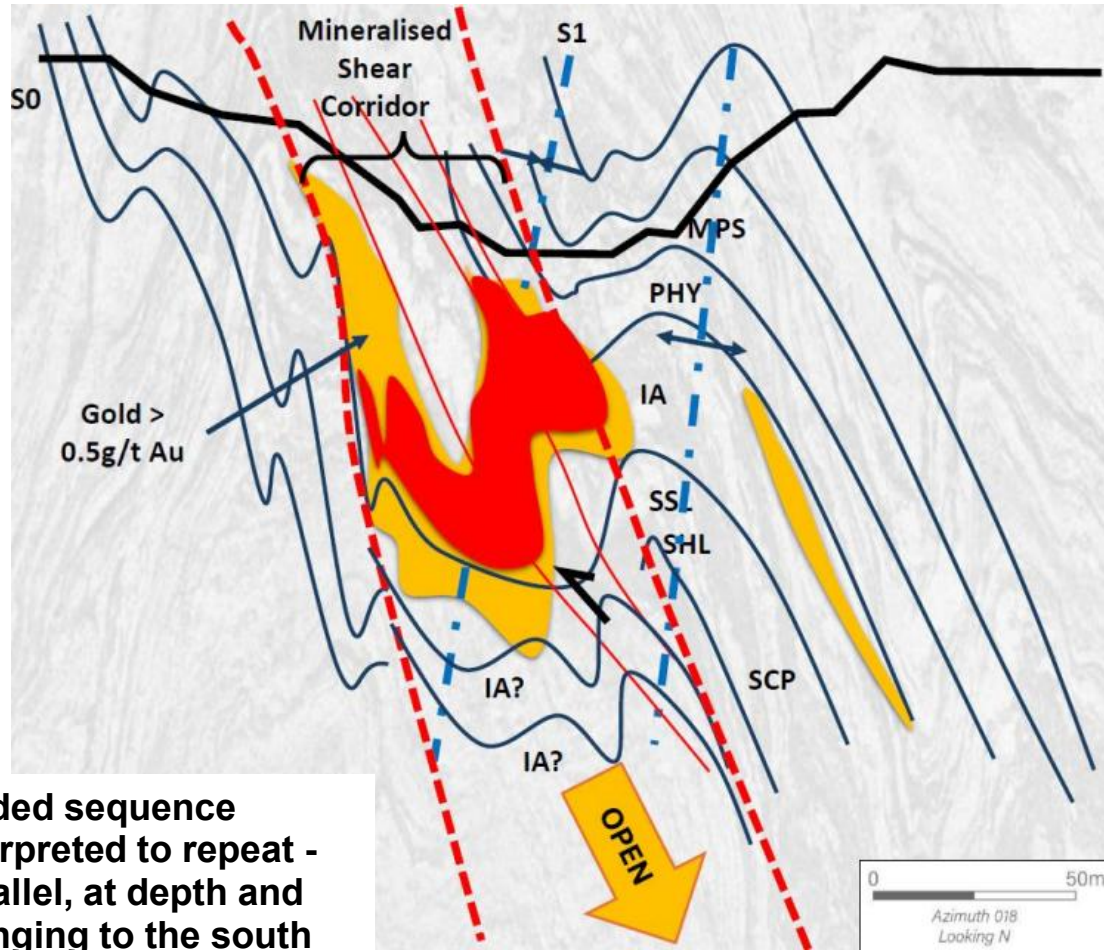 Mineralised
Shear
Corridor
S1
S0
MPS
PHY
Gold >
0.5g/t Au
IA
SSL
SHL
SCP
IA?
IA?
OPEN
ded sequence
rpreted to repeat -
allel, at depth and
nging to the south
0 50m
Azimuth 018
Looking N